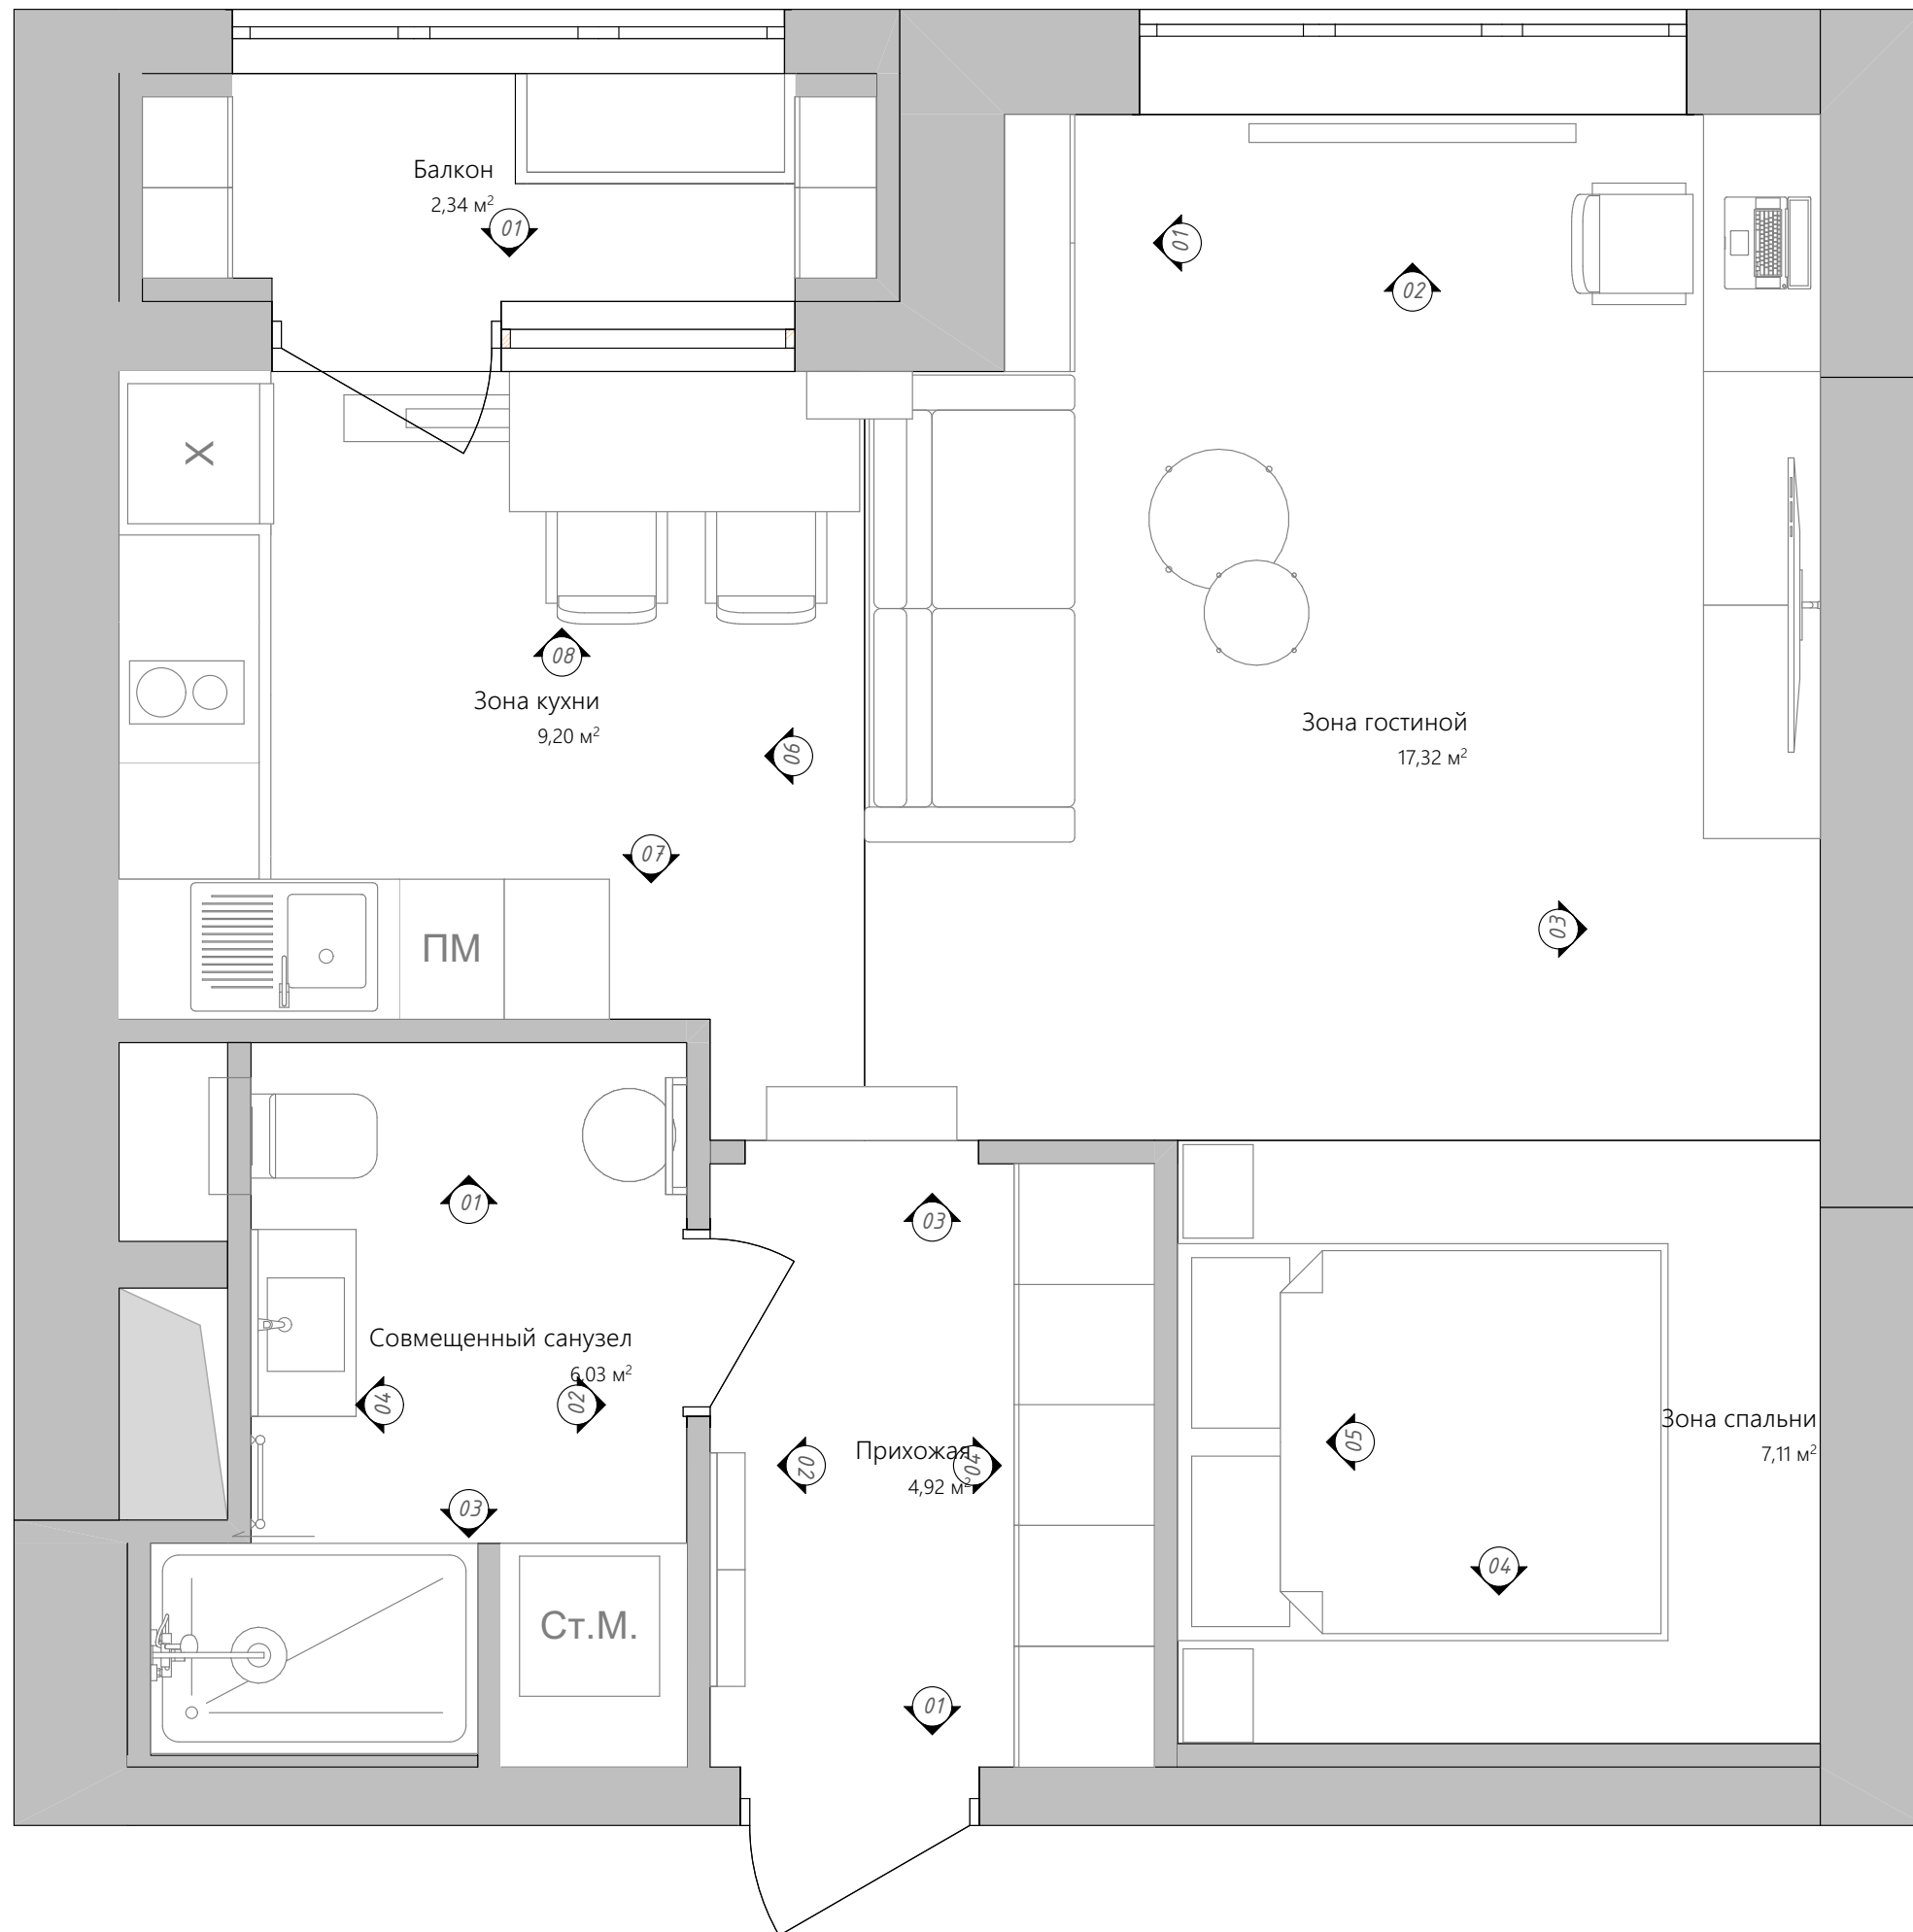 Балкон
2,34 м²
01
01
02
X
08
Зона кухни
9,20 м²
06
Зона гостиной
17,32 м²
07
03
ПМ
01
03
Совмещенный санузел
6,03 м²
04
02
Прихожая
4,92 м²
02
04
Зона спальни
7,11 м²
05
03
04
Ст.М.
01